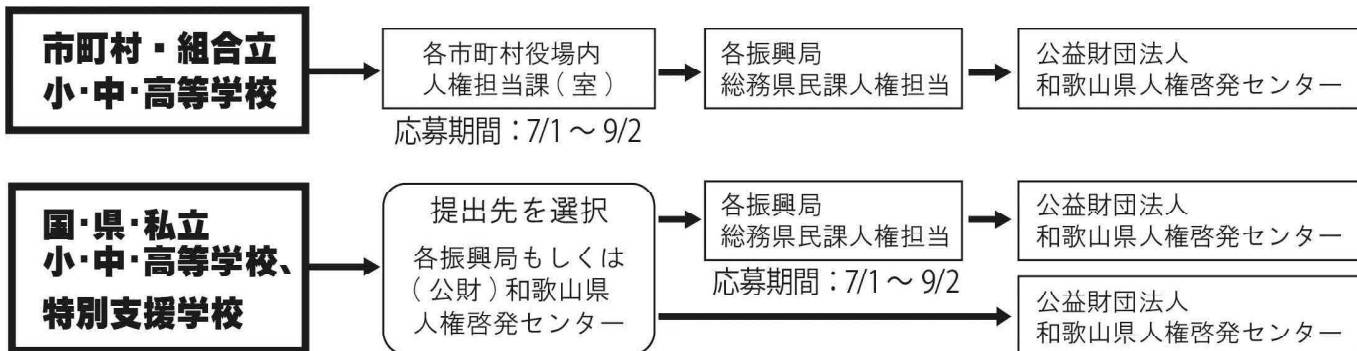 市町村・組合立
小・中・高等学校
各市町村役場内
人権担当課（室）
応募期間：7/1～9/2
各振興局
総務県民課人権担当
公益財団法人
和歌山県人権啓発センター
国・県・私立
小・中・高等学校、
特別支援学校
提出先を選択
各振興局もしくは
（公財）和歌山県
人権啓発センター
各振興局
総務県民課人権担当
応募期間：7/1～9/2
公益財団法人
和歌山県人権啓発センター
公益財団法人
和歌山県人権啓発センター